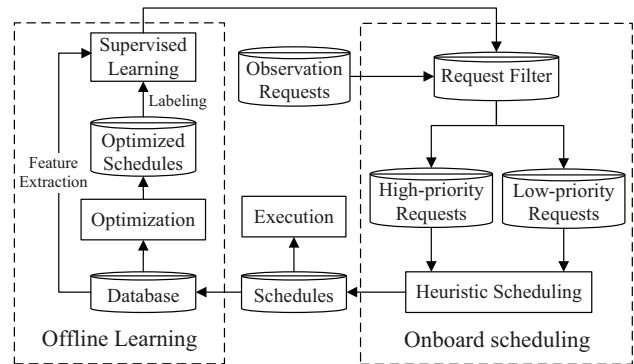 Supervised
Learning
Observation
Requests
Request Filter
Labeling
Optimized
Schedules
Feature
Extraction
High-priority
Requests
Low-priority
Requests
Optimization
Execution
Database
Schedules
Heuristic Scheduling
Offline Learning
Onboard scheduling